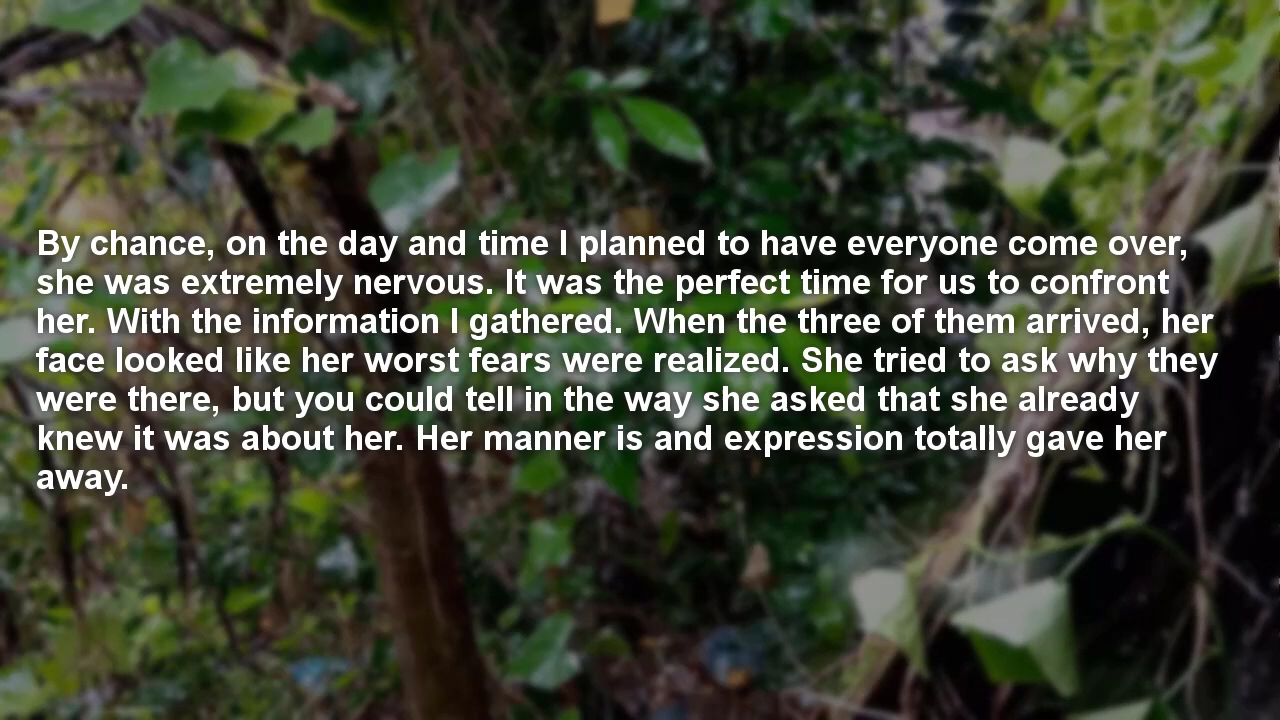 By chance, on the day and time I planned to have everyone come over,
she was extremely nervous. It was the perfect time for us to confront
her. With the information I gathered. When the three of them arrived, her
face looked like her worst fears were realized. She tried to ask why they
were there, but you could tell in the way she asked that she already
knew it was about her. Her manner is and expression totally gave her
away.